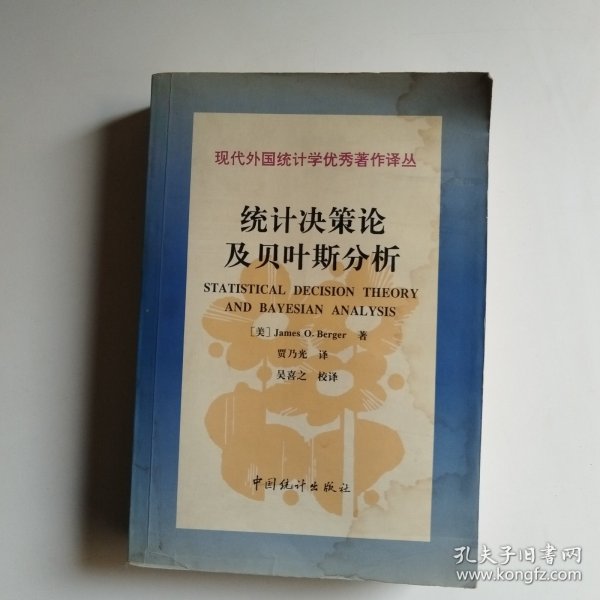 现代外国统计学优秀著作译丛
统计决策论
及贝叶斯分析
STATISTICAL DECISION THEORY
AND BAYESIAN ANALYSIS
[美] James O. Berger 著
贾乃光 译
吴喜之 校译
中国统计出版社
孔夫子旧书网
www.kongfz.com